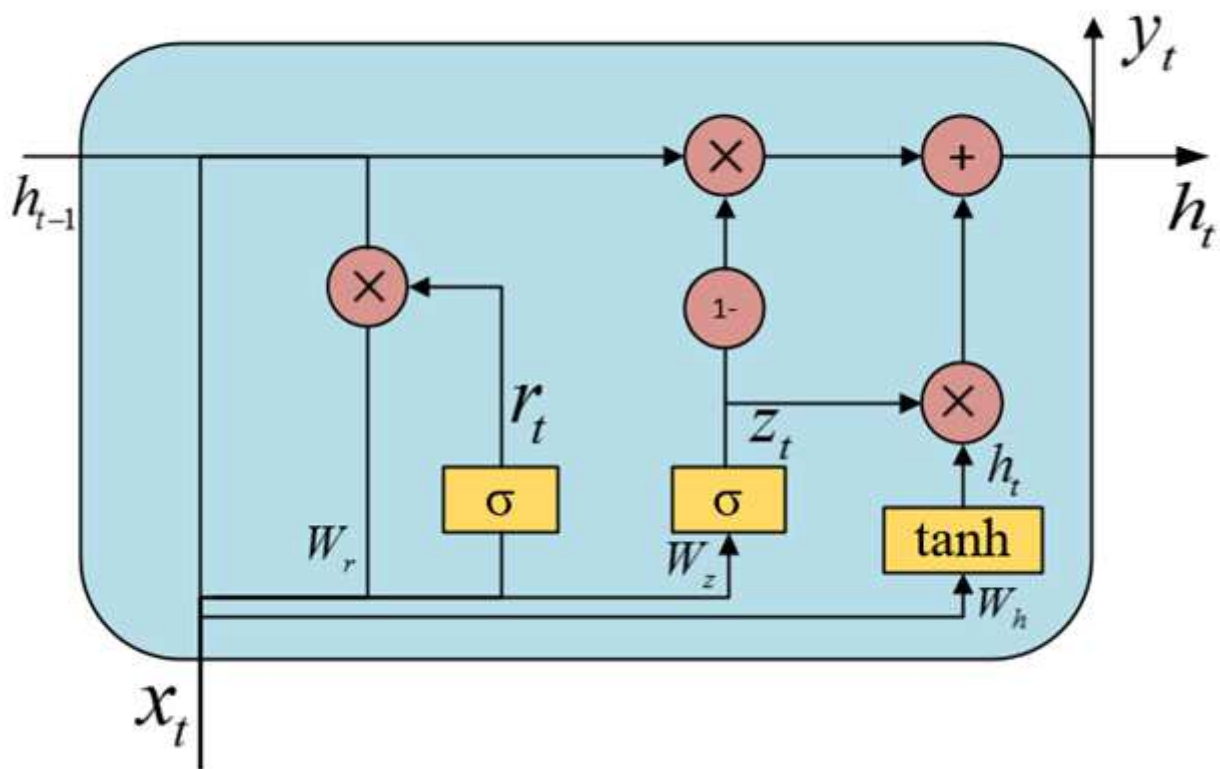 y_t
× +
h_{t-1} h_t
×
1-
r_t
z_t ×
h_t
σ σ
tanh
W_r W_z
W_h
x_t